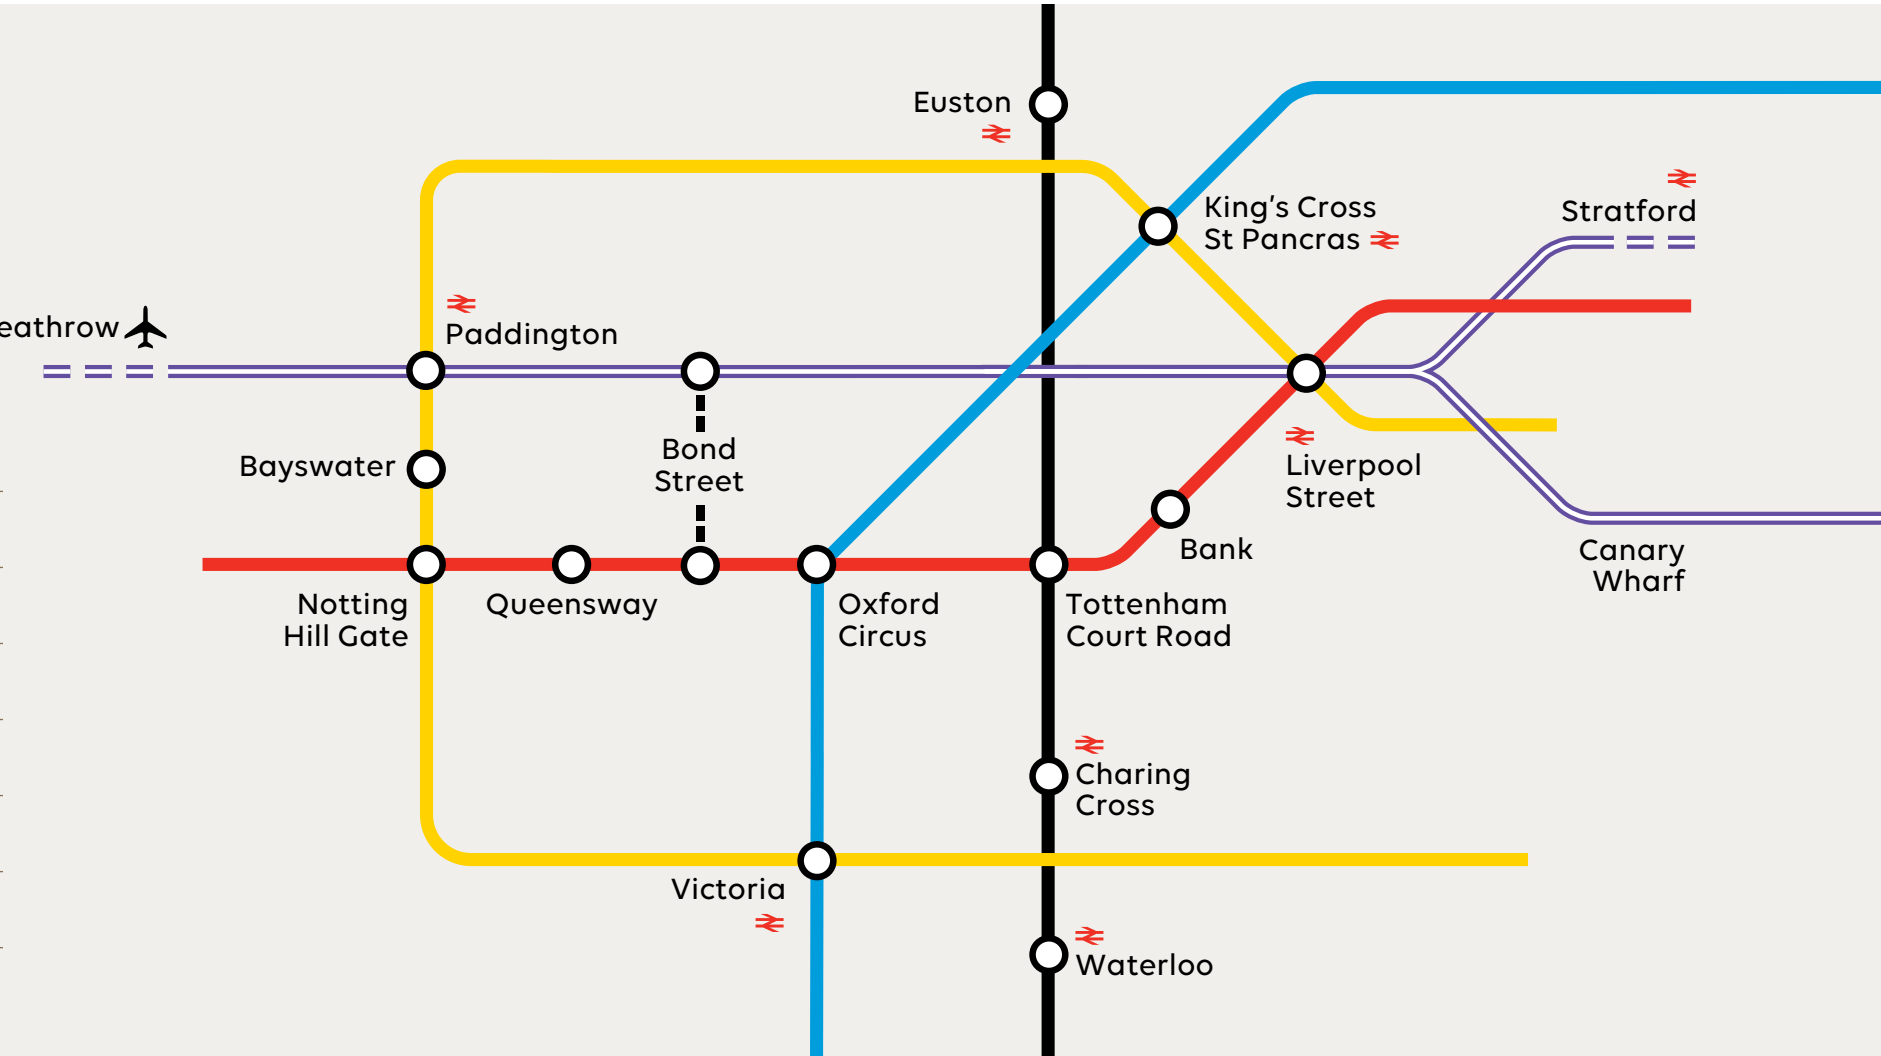 Euston
King's Cross
St Pancras
Stratford
eathrow
Paddington
Bayswater
Bond
Street
Liverpool
Street
Bank
Canary
Wharf
Notting
Hill Gate
Queensway
Oxford
Circus
Tottenham
Court Road
Charing
Cross
Victoria
Waterloo